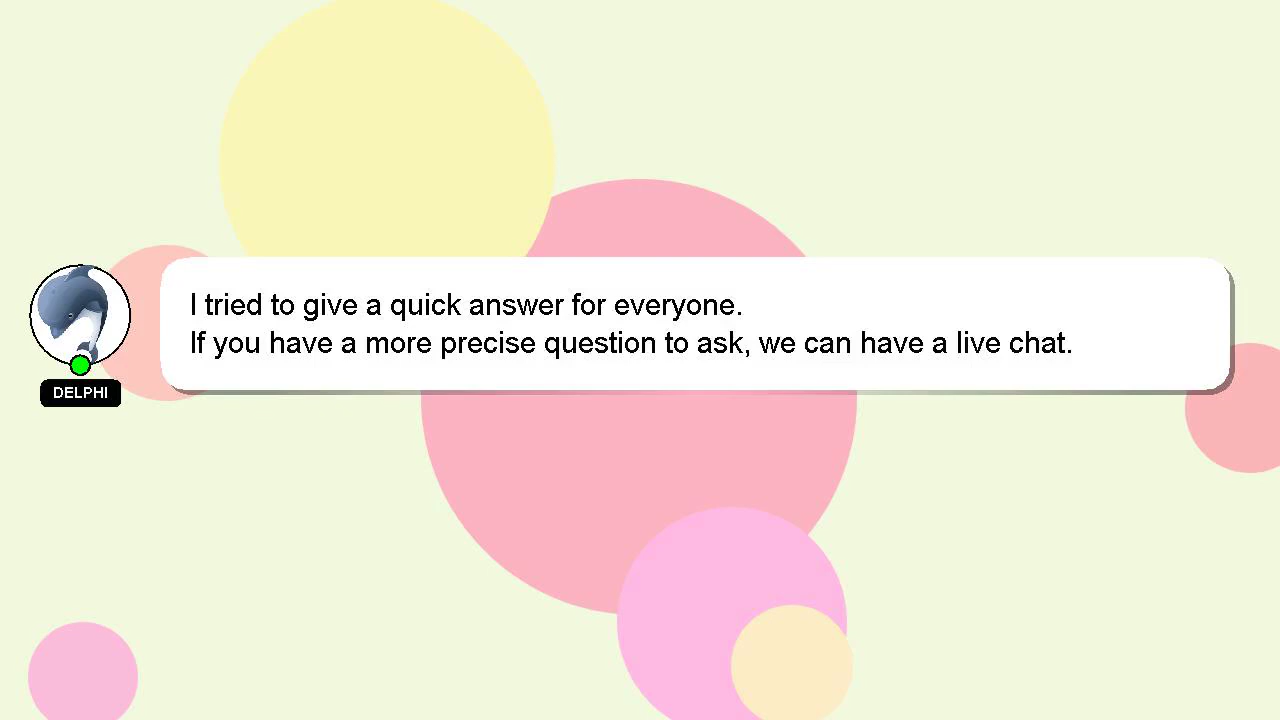 I tried to give a quick answer for everyone.
If you have a more precise question to ask, we can have a live chat.
DELPHI